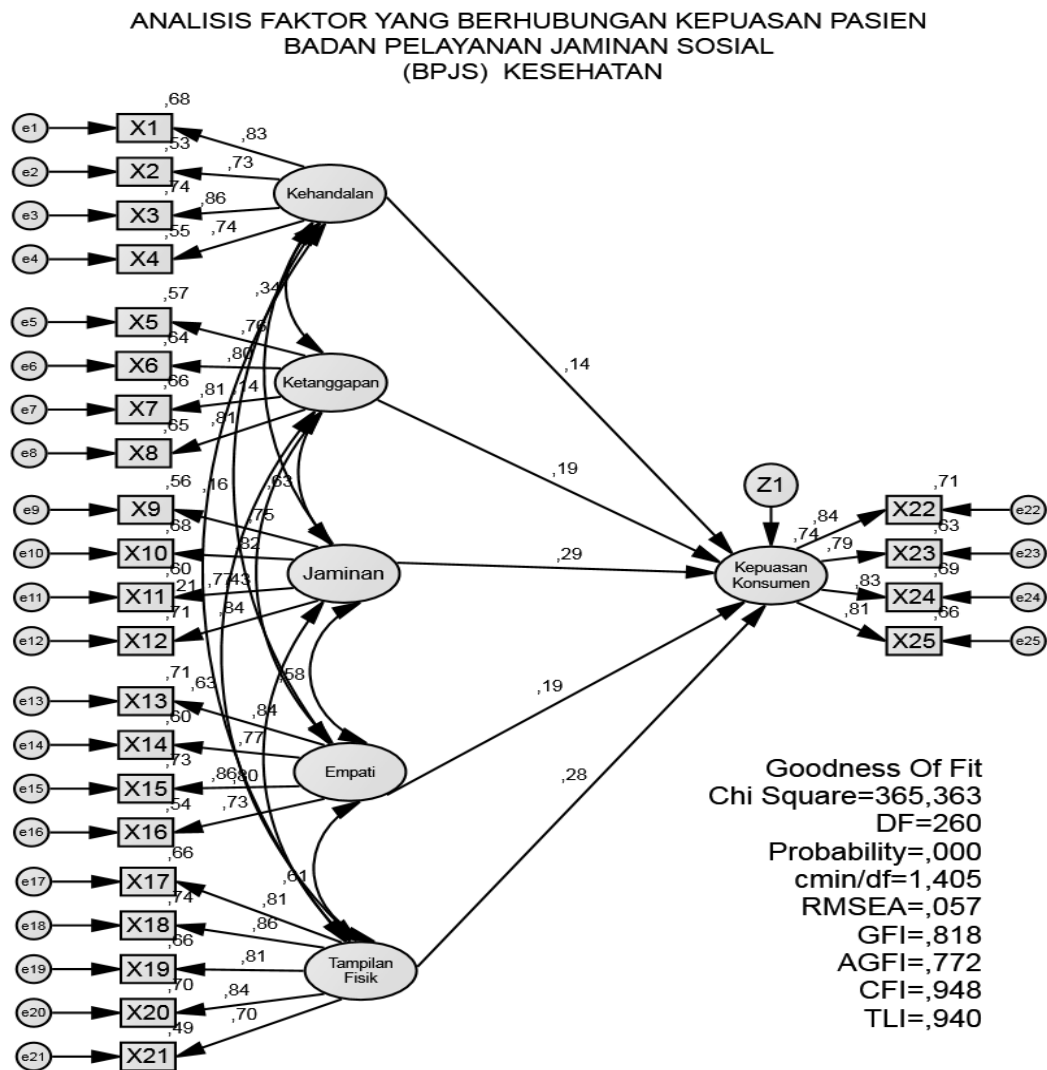 ANALISIS FAKTOR YANG BERHUBUNGAN KEPUASAN PASIEN
BADAN PELAYANAN JAMINAN SOSIAL
(BPJS) KESEHATAN
,68
e1 X1 ,83
,53
e2 X2 ,73
,74
e3 X3 ,86
,55
e4 X4 ,74
Kehandalan
,34
,14
,57
e5 X5 ,76
,64
e6 X6 ,80
,66
e7 X7 ,81 ,14
,65
e8 X8 ,81
Ketanggapan
,19
,16 ,63
,56
e9 X9 ,75
,68
e10 X10 ,82
,60
e11 X11 ,21 ,77 ,43
,71
e12 X12 ,84
Jaminan
,29
,63 ,58
,71
e13 X13 ,84
,60
e14 X14 ,77
,73
e15 X15 ,86 ,80
,54
e16 X16 ,73
Empati
,19
,61
,66
e17 X17 ,81
,74
e18 X18 ,86
,66
e19 X19 ,81
,70
e20 X20 ,84
,49
e21 X21 ,70
Tampilan
Fisik
,28
Z1
,74
Kepuasan
Konsumen
,71
,84 X22 e22
,63
,79 X23 e23
,69
,83 X24 e24
,66
,81 X25 e25
Goodness Of Fit
Chi Square=365,363
DF=260
Probability=,000
cmin/df=1,405
RMSEA=,057
GFI=,818
AGFI=,772
CFI=,948
TLI=,940